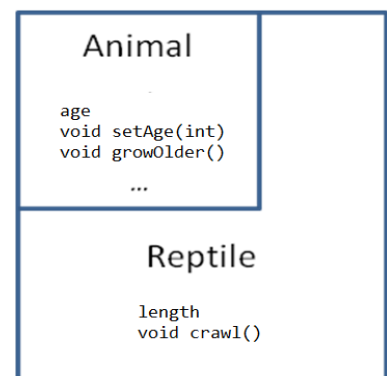 Animal
age
void setAge(int)
void growOlder()
...
Reptile
length
void crawl()